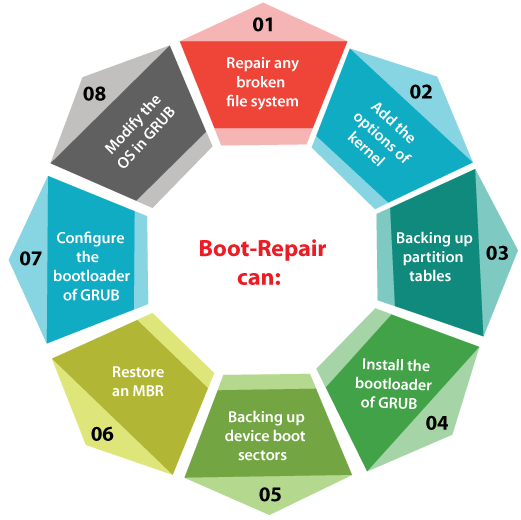 01
Repair any
broken
file system
02
Add the
options of
kernel
03
Backing up
partition
tables
04
Install the
bootloader
of GRUB
05
Backing up
device boot
sectors
06
Restore
an MBR
07
Configure
the
bootloader
of GRUB
08
Modify the
OS in GRUB
Boot-Repair
can: